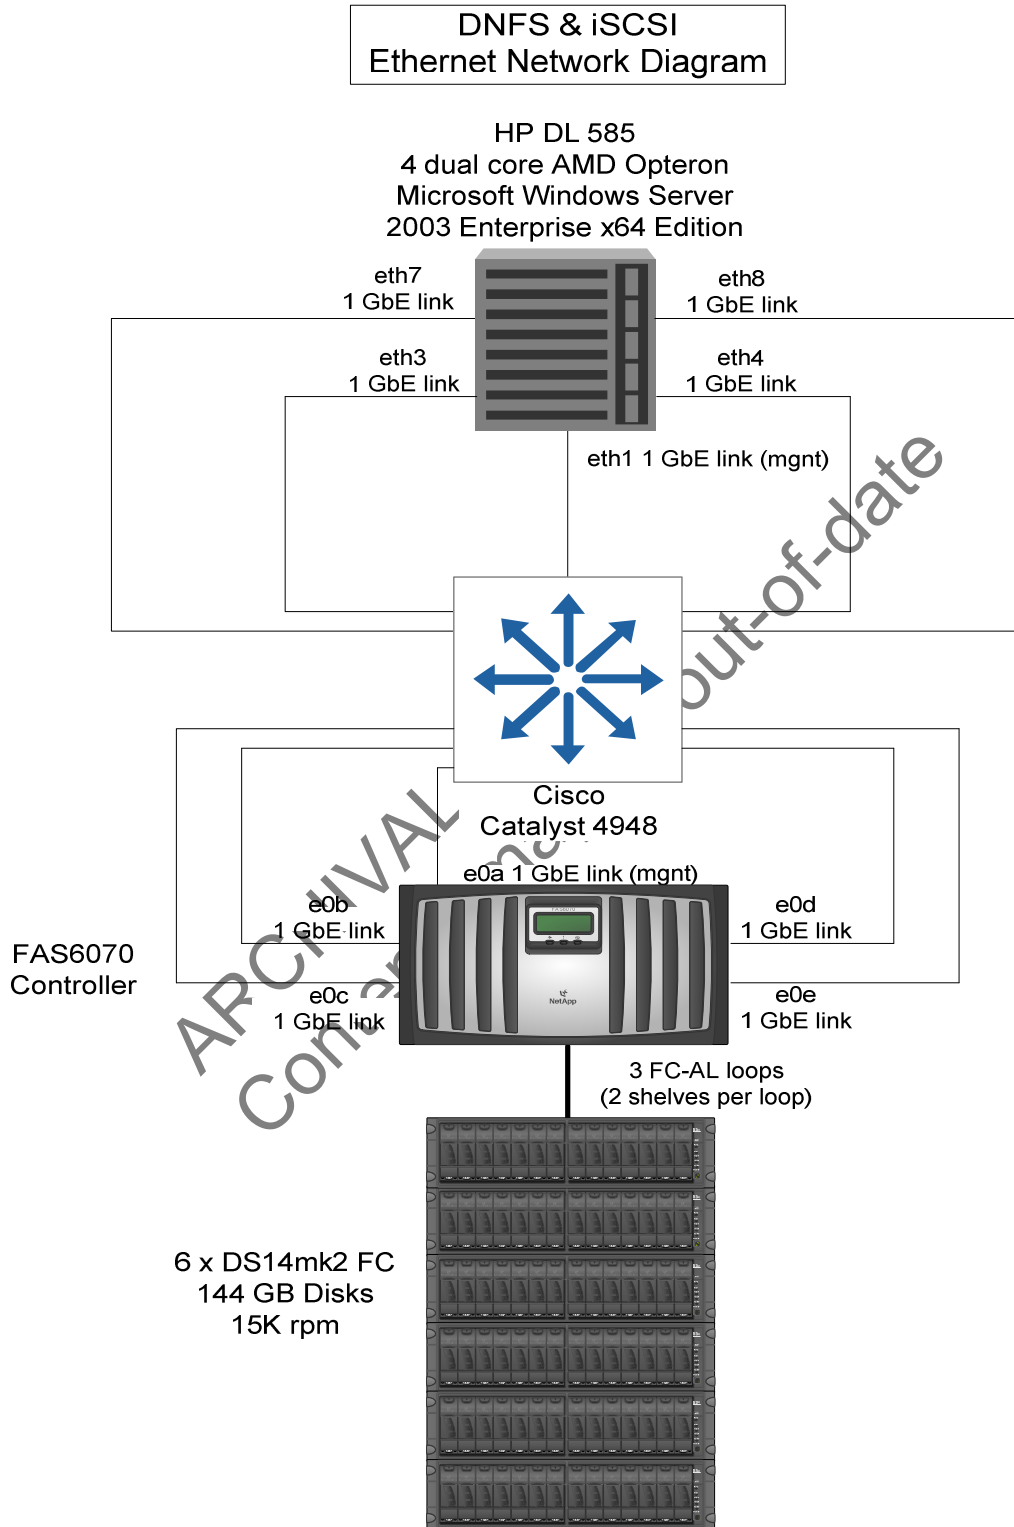 DNFS & iSCSI
Ethernet Network Diagram
HP DL 585
4 dual core AMD Opteron
Microsoft Windows Server
2003 Enterprise x64 Edition
eth7
1 GbE link
eth8
1 GbE link
eth3
1 GbE link
eth4
1 GbE link
eth1 1 GbE link (mgnt)
Cisco
Catalyst 4948
e0a 1 GbE link (mgnt)
e0b
1 GbE link
e0d
1 GbE link
FAS6070
Controller
FAS6070
NetApp
e0c
1 GbE link
e0e
1 GbE link
3 FC-AL loops
(2 shelves per loop)
6 x DS14mk2 FC
144 GB Disks
15K rpm
ARCHIVAL
out-of-date